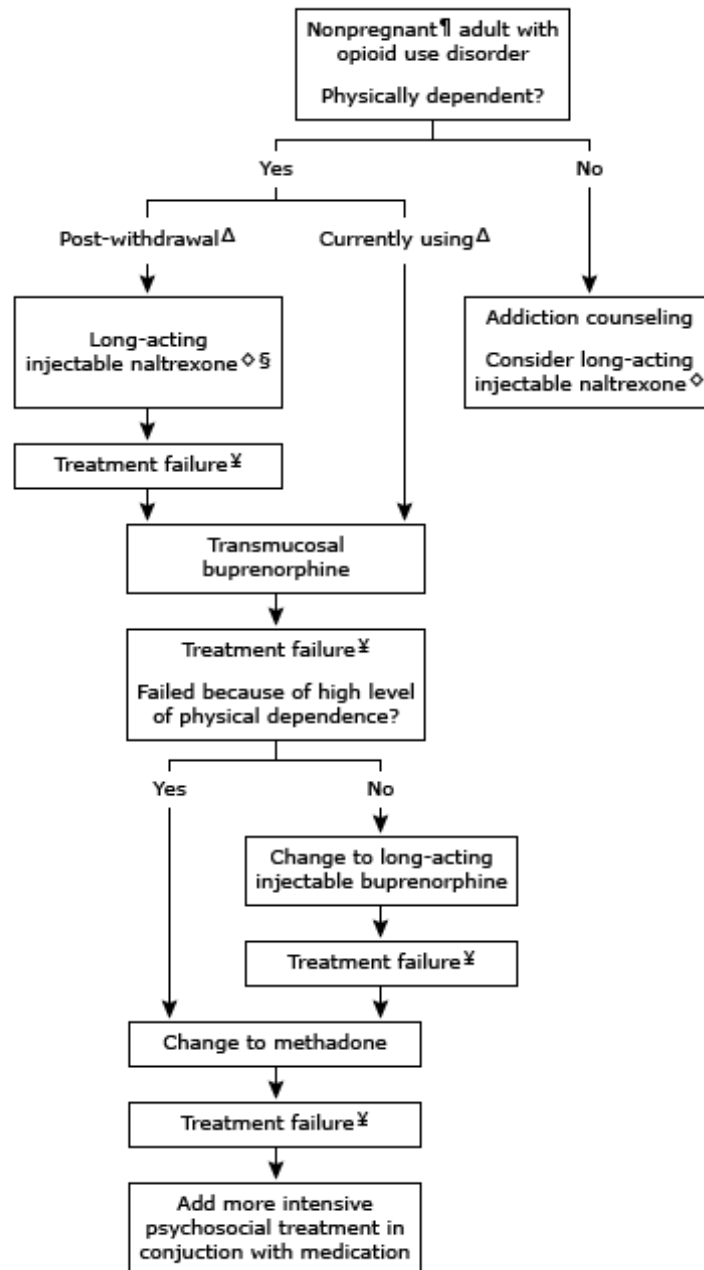 Nonpregnant¶ adult with
opioid use disorder
Physically dependent?
Yes
No
Post-withdrawalΔ
Currently usingΔ
Long-acting
injectable naltrexone◇§
Addiction counseling
Consider long-acting
injectable naltrexone◇
Treatment failure¥
Transmucosal
buprenorphine
Treatment failure¥
Failed because of high level
of physical dependence?
Yes
No
Change to long-acting
injectable buprenorphine
Treatment failure¥
Change to methadone
Treatment failure¥
Add more intensive
psychosocial treatment in
conjuction with medication